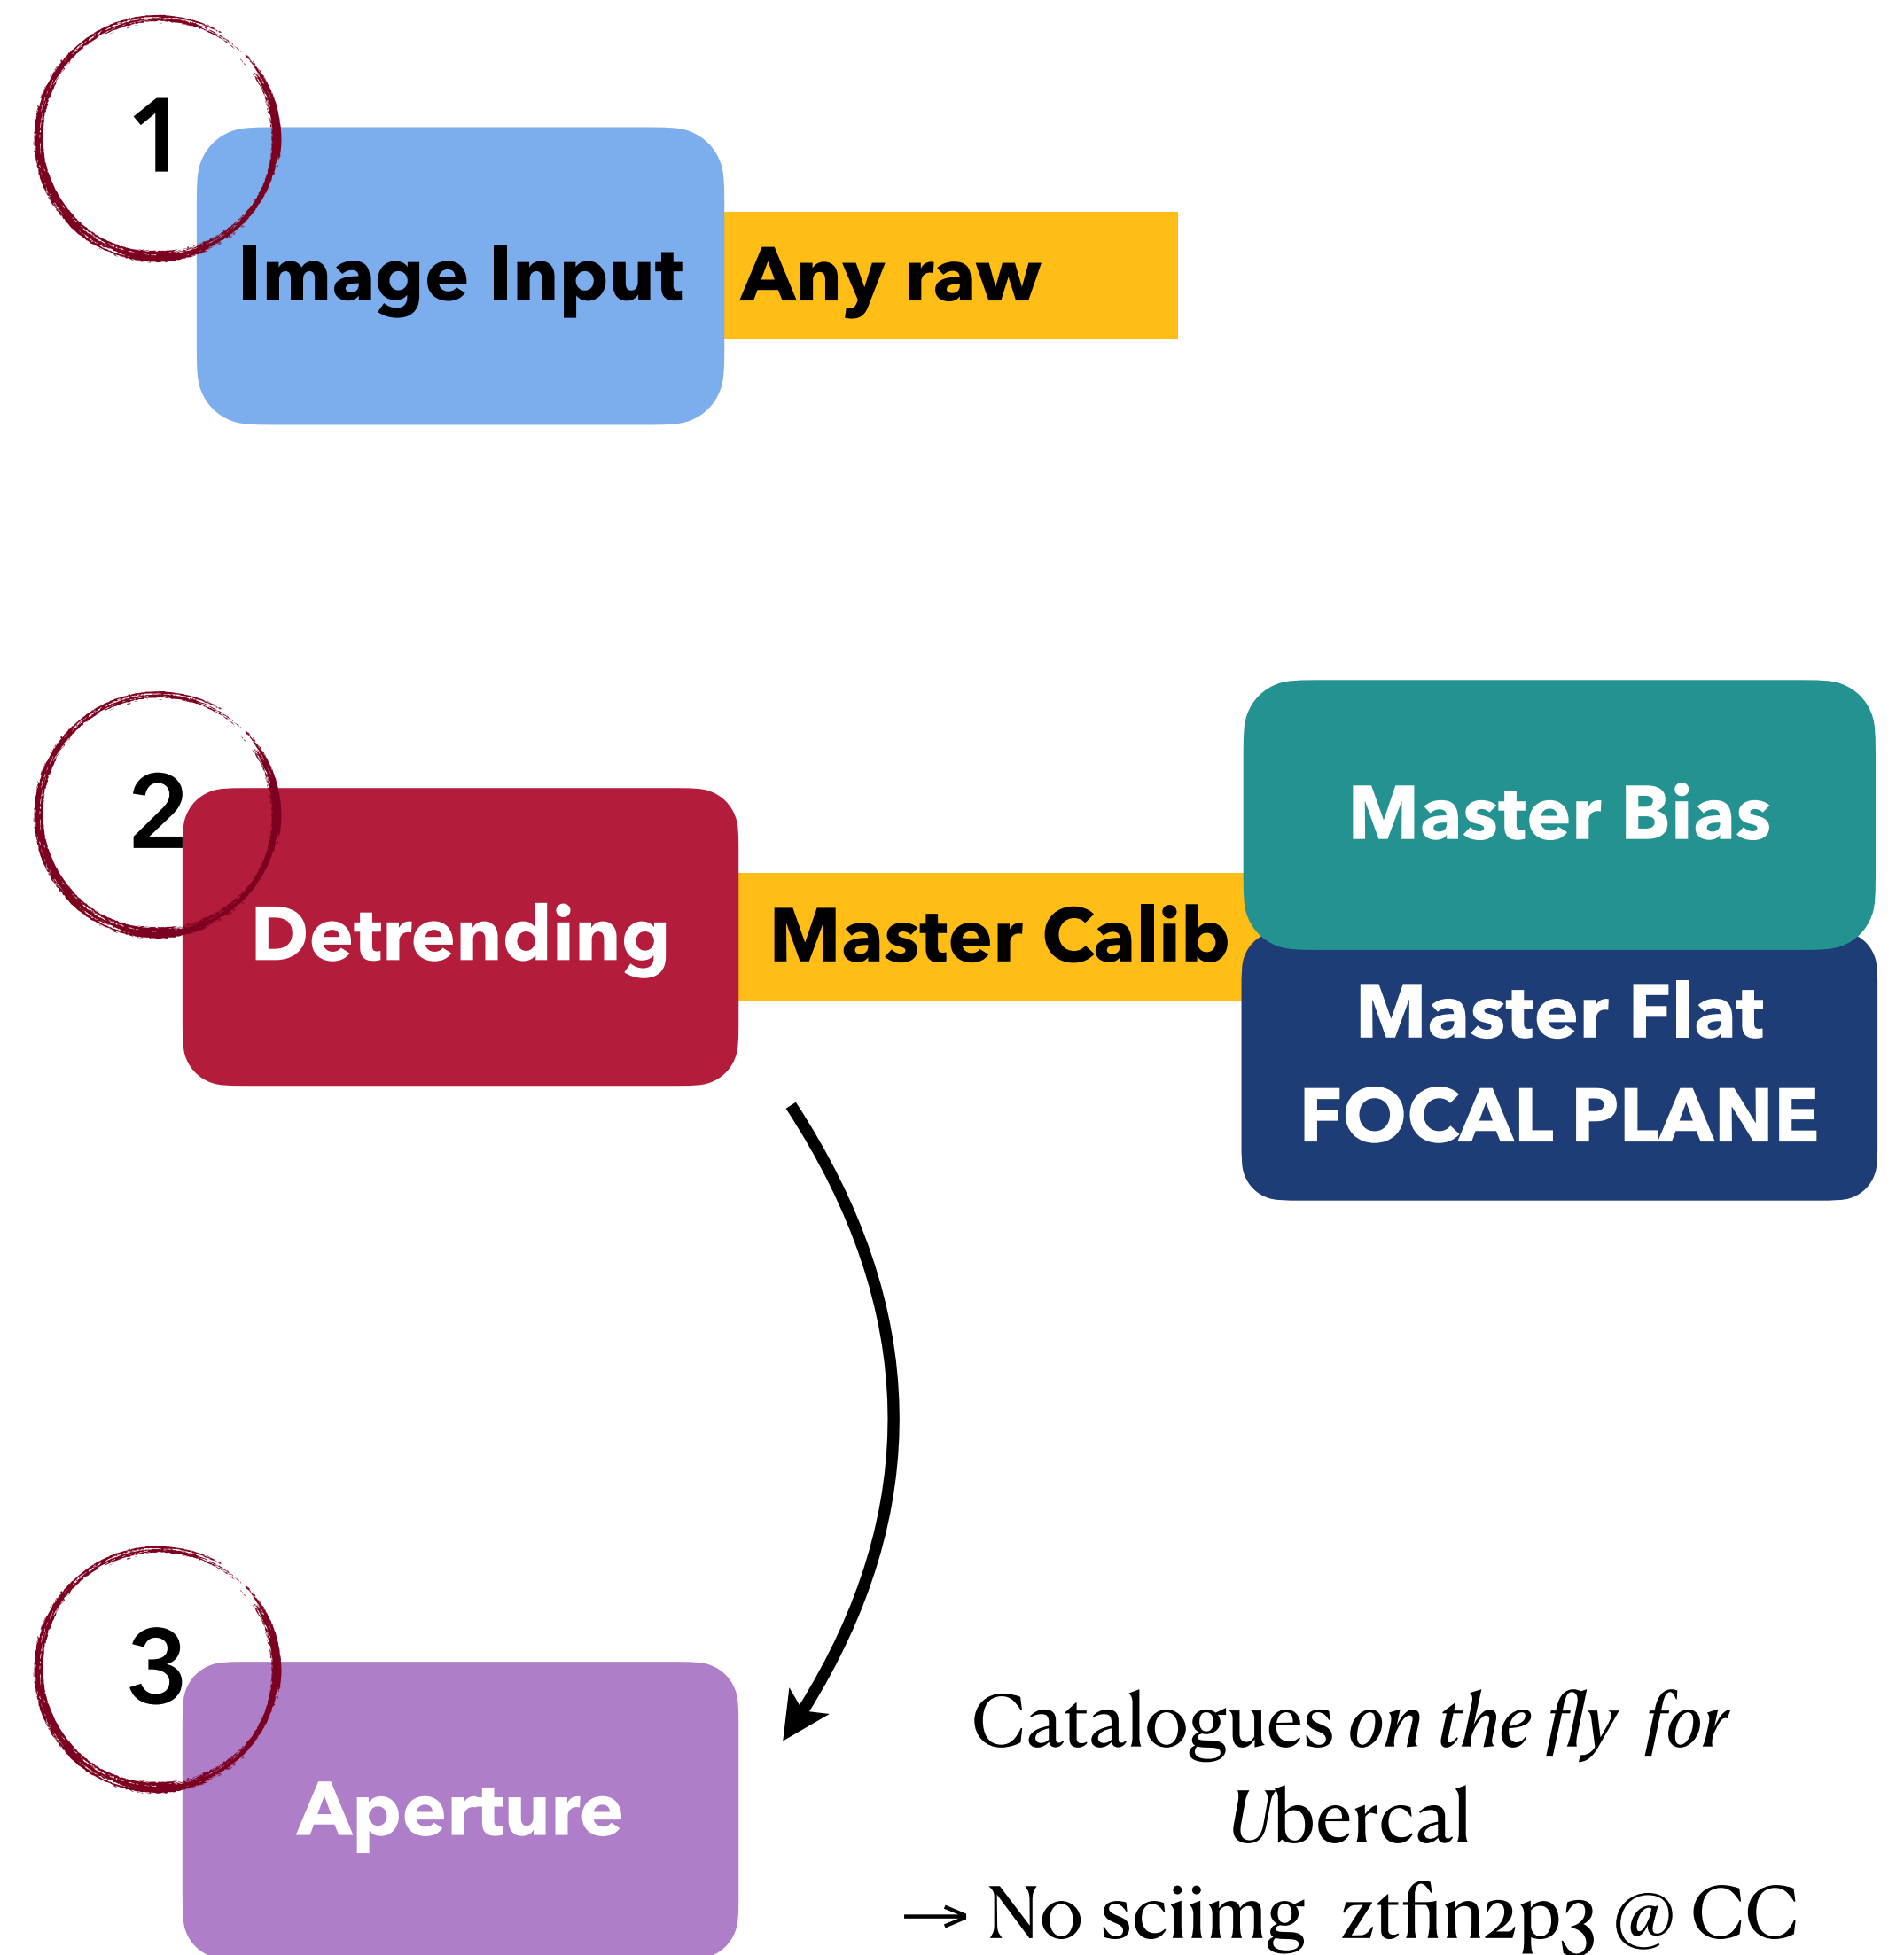 1
Image Input
Any raw
2
Detrending
Master Calib
Master Bias
Master Flat
FOCAL PLANE
3
Aperture
Catalogues on the fly for
Ubercal
→ No sciimg ztfin2p3 @ CC